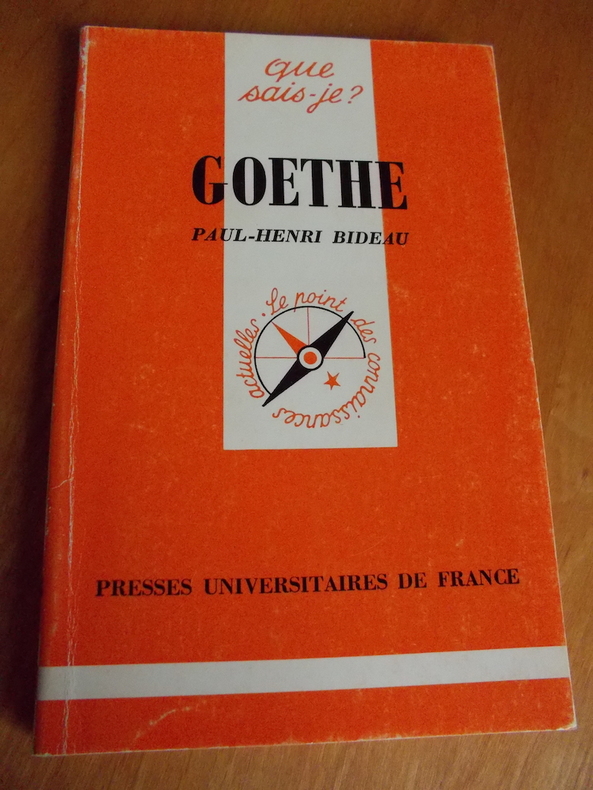 que
sais-je?
GOETHE
PAUL-HENRI BIDEAU
Le point des connaissances actuelles.
PRESSES UNIVERSITAIRES DE FRANCE